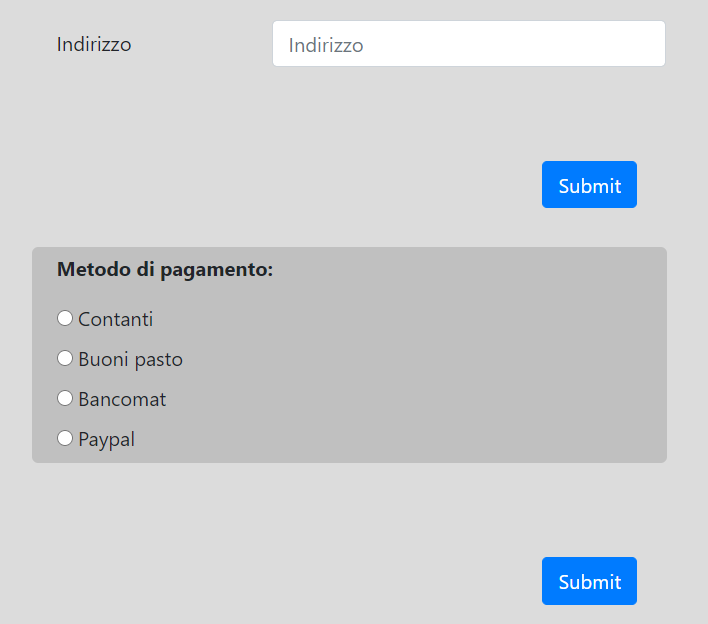 Indirizzo
Indirizzo
Submit
Metodo di pagamento:
Contanti
Buoni pasto
Bancomat
Paypal
Submit